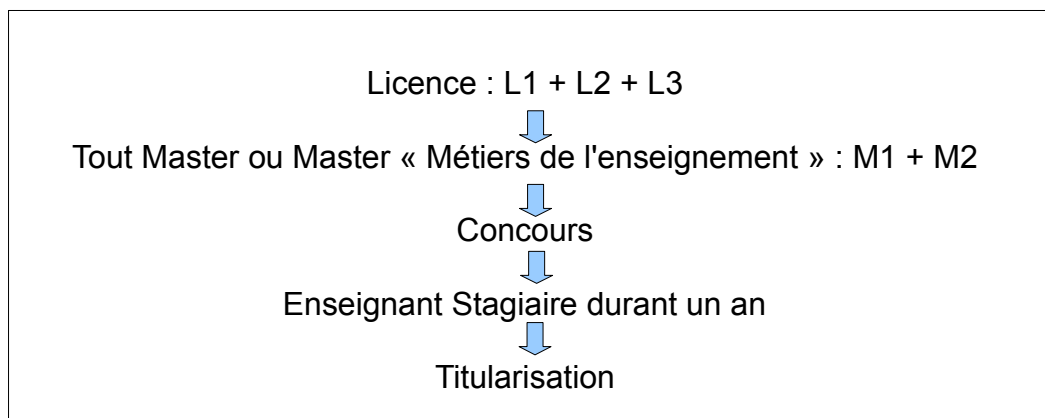 Licence : L1 + L2 + L3
Tout Master ou Master « Métiers de l'enseignement » : M1 + M2
Concours
Enseignant Stagiaire durant un an
Titularisation